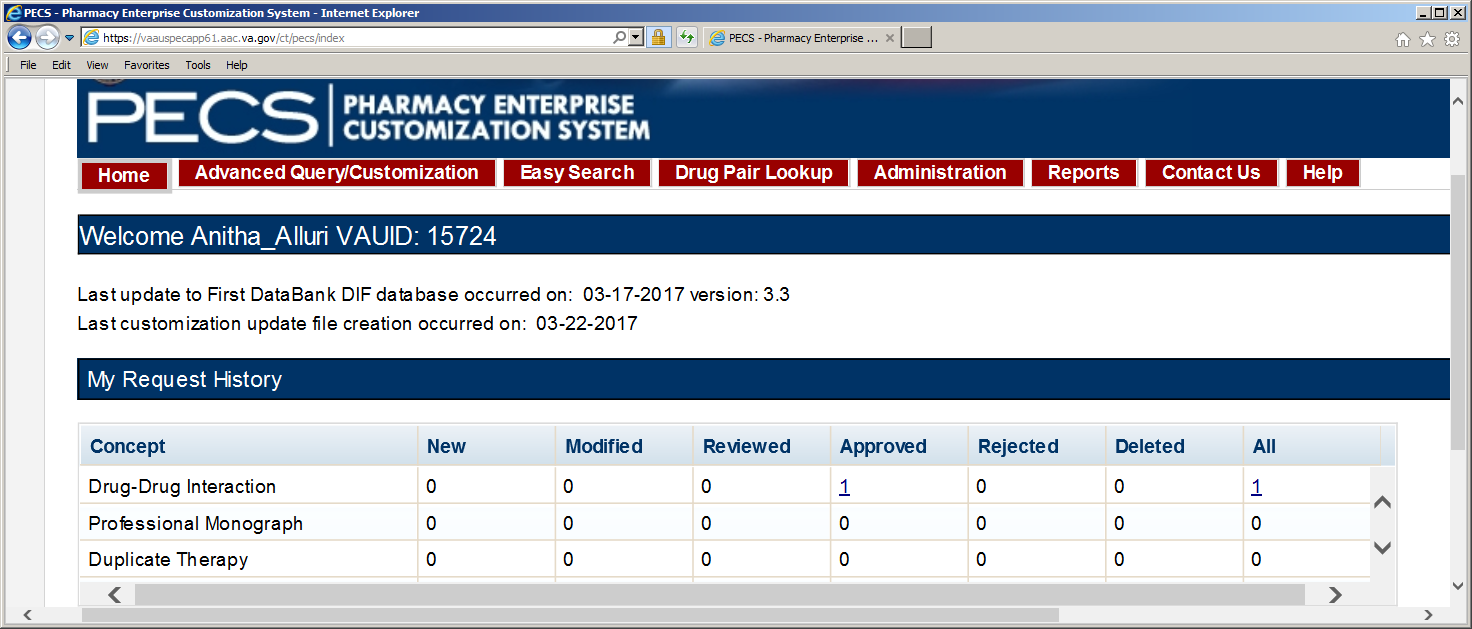 PECS - Pharmacy Enterprise Customization System - Internet Explorer
https://vaauspecapp61.aac.va.gov/ct/pecs/index
PECS - Pharmacy Enterprise ...
File Edit View Favorites Tools Help
PECS | PHARMACY ENTERPRISE
CUSTOMIZATION SYSTEM
Home Advanced Query/Customization Easy Search Drug Pair Lookup Administration Reports Contact Us Help
Welcome Anitha_Alluri VAUID: 15724
Last update to First DataBank DIF database occurred on: 03-17-2017 version: 3.3
Last customization update file creation occurred on: 03-22-2017
My Request History
Concept New Modified Reviewed Approved Rejected Deleted All
Drug-Drug Interaction 0 0 0 1 0 0 1
Professional Monograph 0 0 0 0 0 0 0
Duplicate Therapy 0 0 0 0 0 0 0